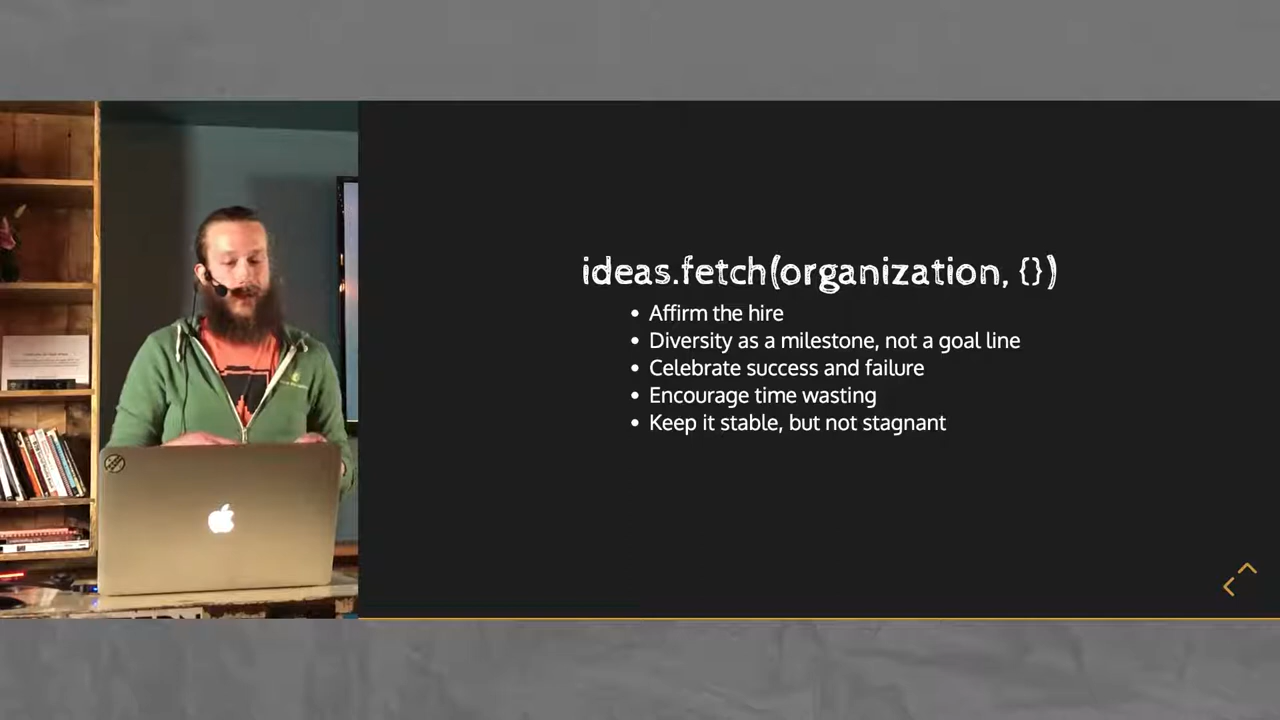 ideas.fetch(organization, {})
Affirm the hire
Diversity as a milestone, not a goal line
Celebrate success and failure
Encourage time wasting
Keep it stable, but not stagnant